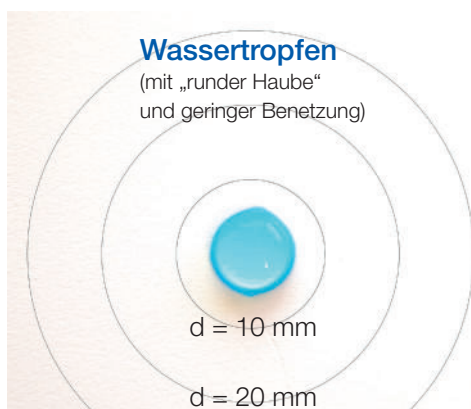 Wassertropfen
(mit „runder Haube“
und geringer Benetzung)
d = 10 mm
d = 20 mm